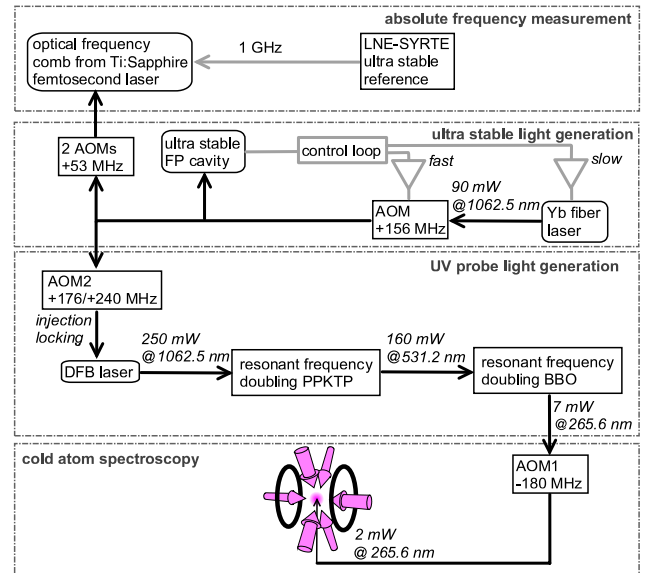 absolute frequency measurement
optical frequency
comb from Ti:Sapphire
femtosecond laser
1 GHz
LNE-SYRTE
ultra stable
reference
ultra stable light generation
2 AOMs
+53 MHz
ultra stable
FP cavity
control loop
fast
slow
90 mW
@1062.5 nm
AOM
+156 MHz
Yb fiber
laser
UV probe light generation
AOM2
+176/+240 MHz
injection
locking
DFB laser
250 mW
@1062.5 nm
resonant frequency
doubling PPKTP
160 mW
@531.2 nm
resonant frequency
doubling BBO
7 mW
@265.6 nm
cold atom spectroscopy
AOM1
-180 MHz
2 mW
@ 265.6 nm